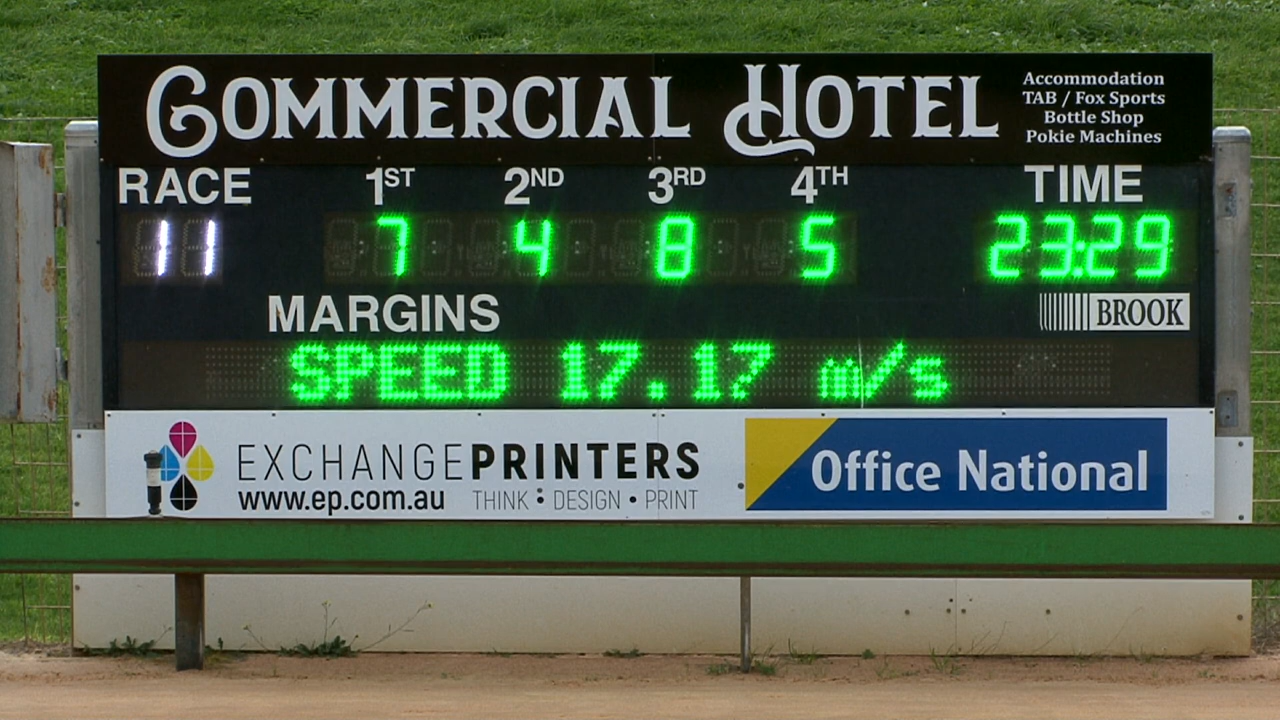 COMMERCIAL HOTEL
Accommodation
TAB / Fox Sports
Bottle Shop
Pokie Machines
RACE 1ST 2ND 3RD 4TH TIME
11 7 4 8 5 23:29
MARGINS
BROOK
SPEED 17.17 m/s
EXCHANGEPRINTERS
www.ep.com.au THINK • DESIGN • PRINT
Office National